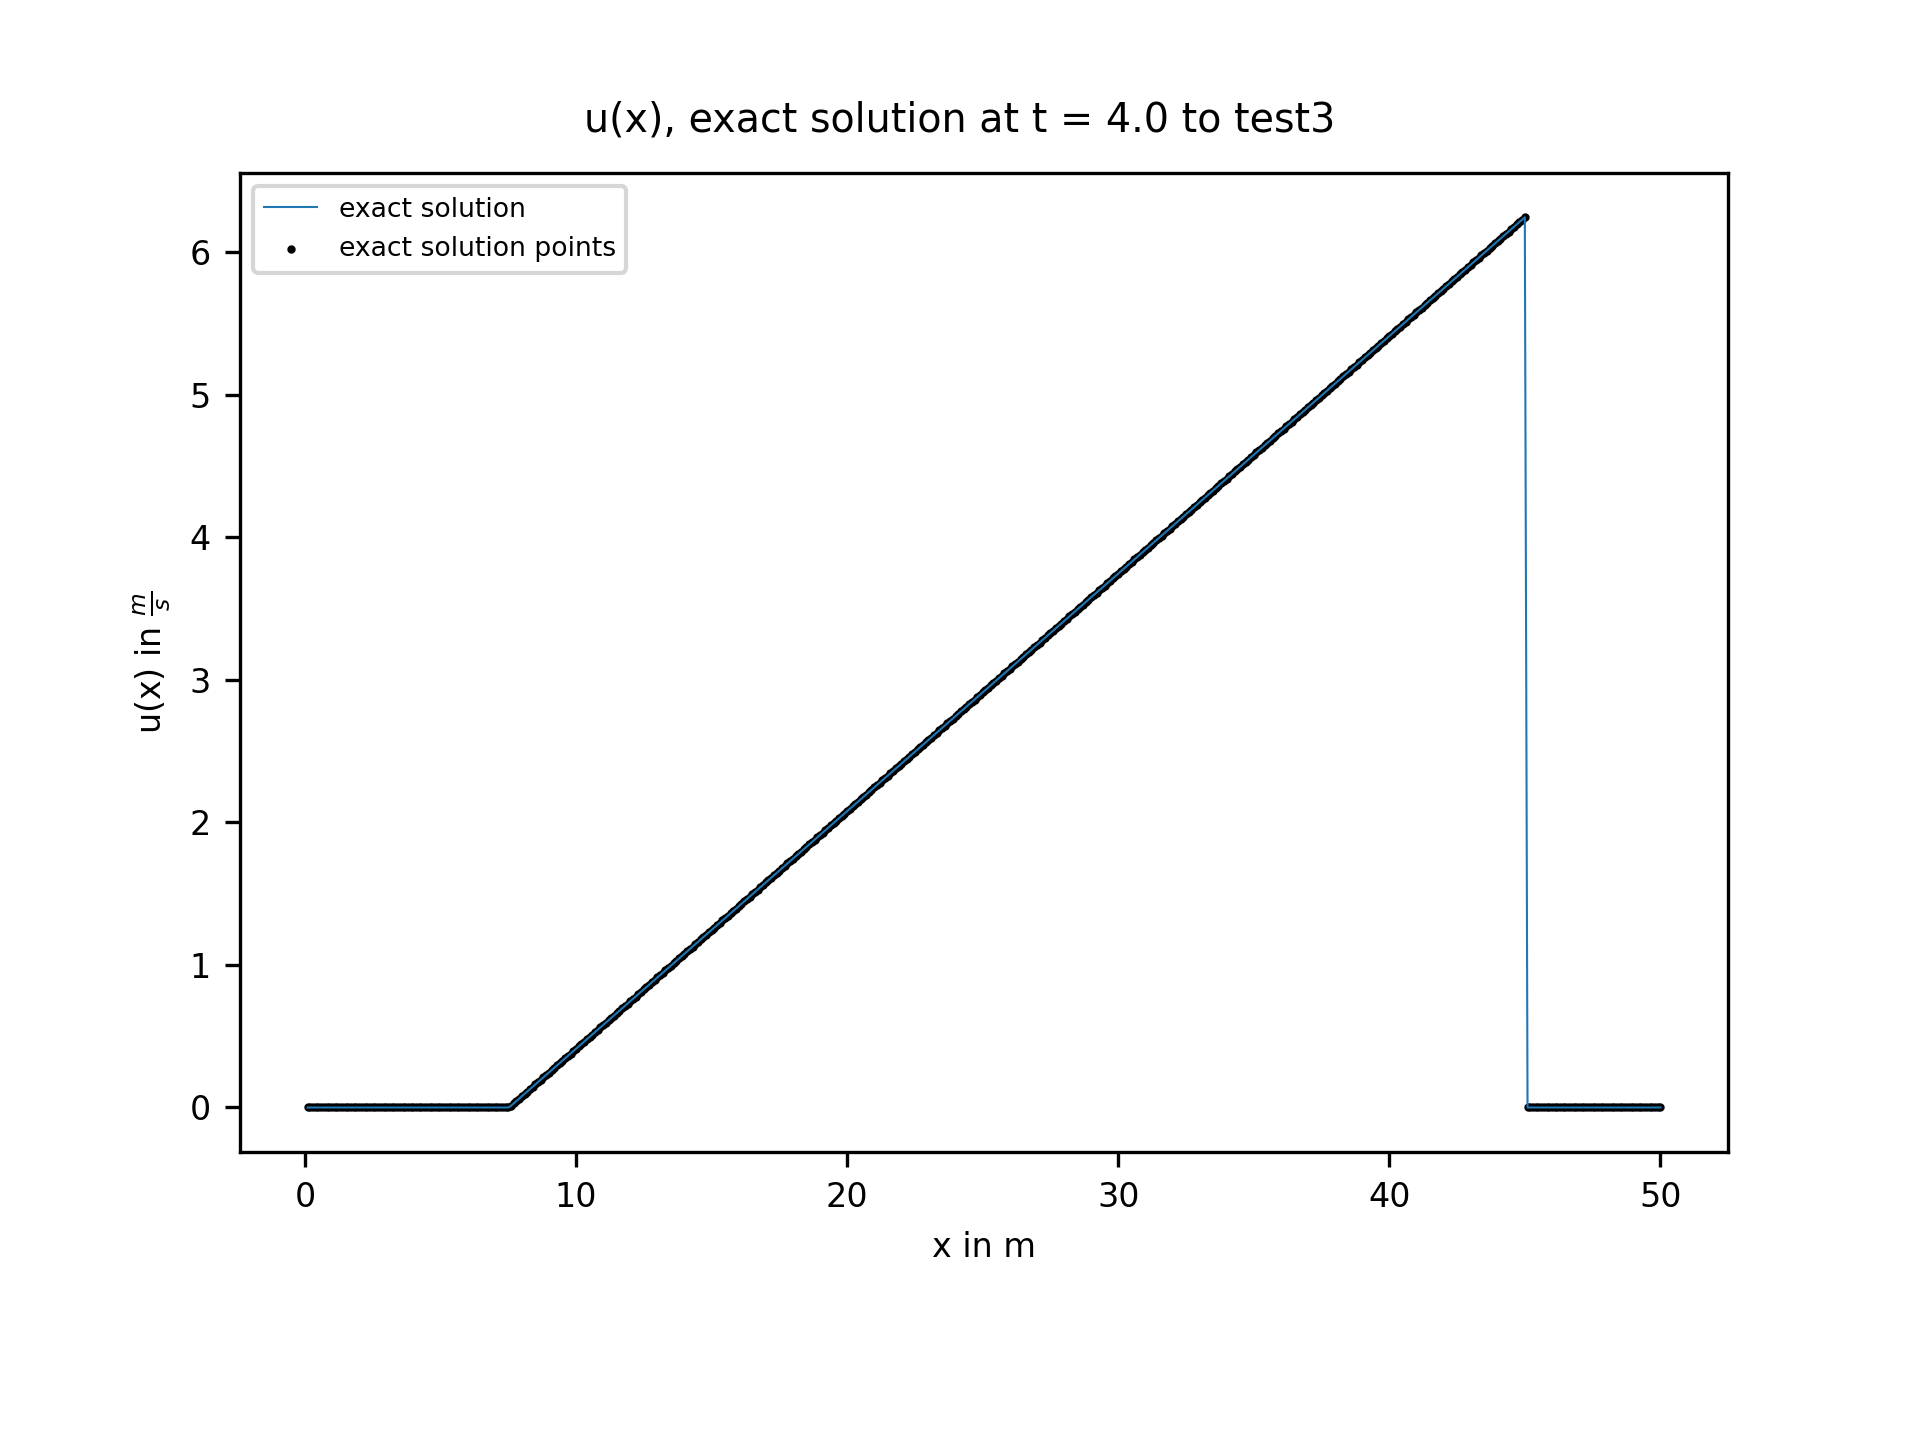 u(x), exact solution at t = 4.0 to test3
exact solution
exact solution points
6
5
4
3
2
1
0
u(x) in m/s
0 10 20 30 40 50
x in m